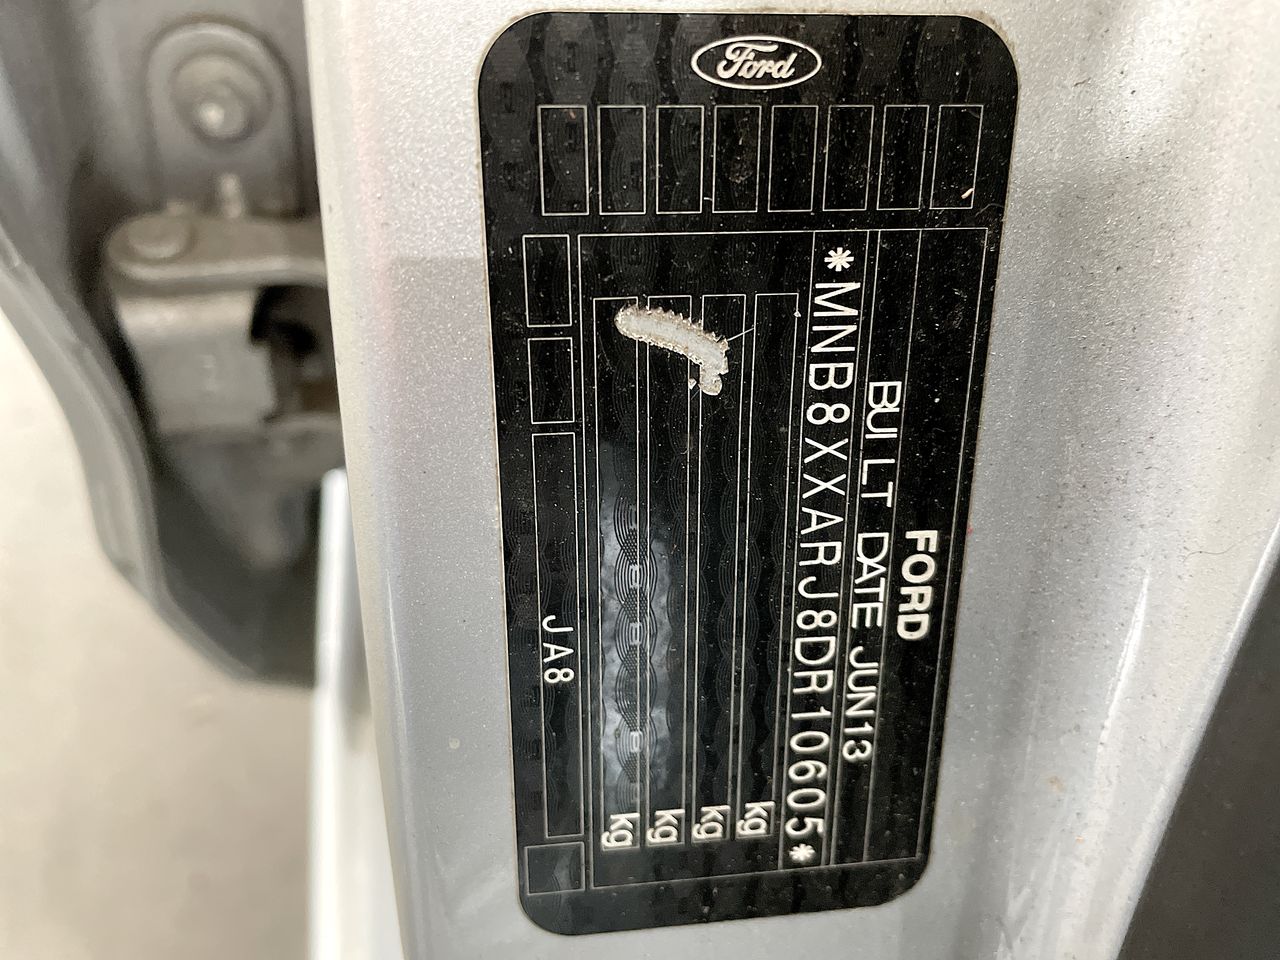 Ford
FORD
BUILT DATE JUN13
*MNB8XXARJ8DR10605*
kg
kg
kg
kg
JA8